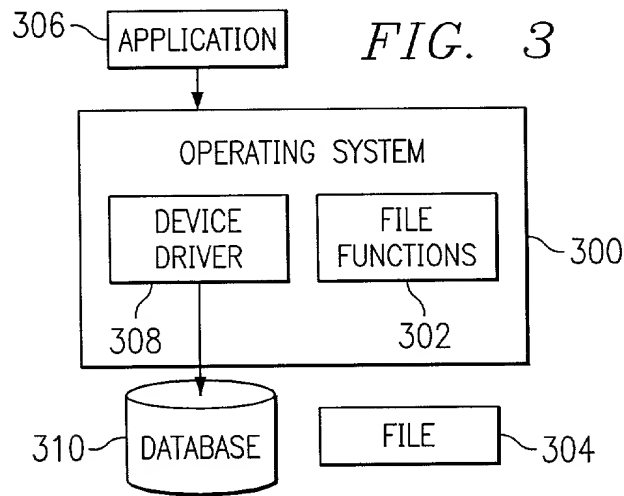 306
APPLICATION
FIG. 3
OPERATING SYSTEM
DEVICE
DRIVER
FILE
FUNCTIONS
300
308
302
310
DATABASE
FILE
304